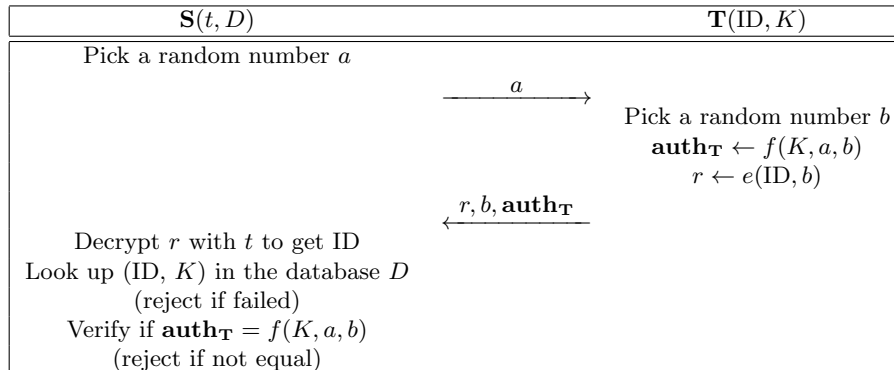 S(t, D) T(ID, K)
Pick a random number a
a
Pick a random number b
auth_T ← f(K, a, b)
r ← e(ID, b)
r, b, auth_T
Decrypt r with t to get ID
Look up (ID, K) in the database D
(reject if failed)
Verify if auth_T = f(K, a, b)
(reject if not equal)